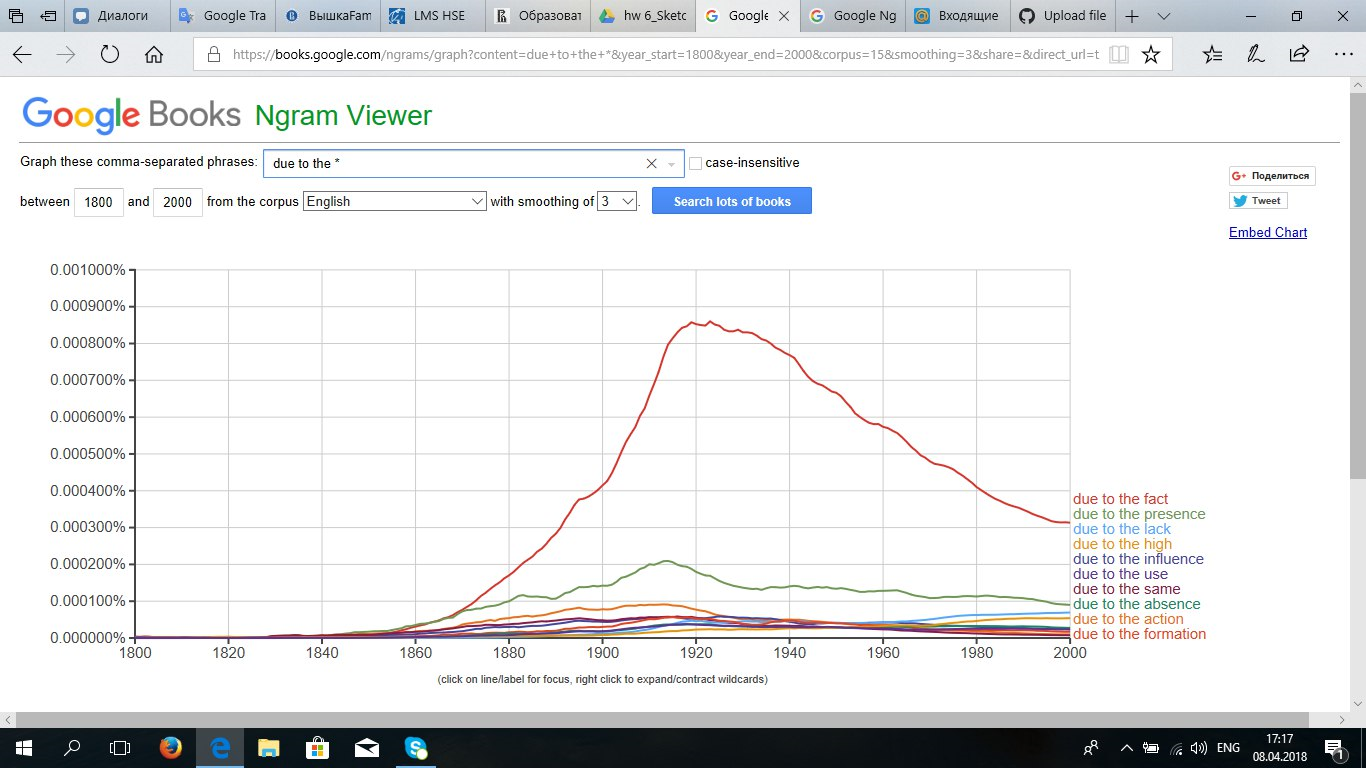 Диалоги
Google Tra
ВышкаFam
LMS HSE
Образоват
hw 6_Sketc
Google
Google Ng
Входящие
Upload file
https://books.google.com/ngrams/graph?content=due+to+the+*&year_start=1800&year_end=2000&corpus=15&smoothing=3&share=&direct_url=t
Google Books Ngram Viewer
Graph these comma-separated phrases: due to the * case-insensitive
between 1800 and 2000 from the corpus English with smoothing of 3 . Search lots of books
G+ Поделиться
Tweet
Embed Chart
0.001000%
0.000900%
0.000800%
0.000700%
0.000600%
0.000500%
0.000400%
0.000300%
0.000200%
0.000100%
0.000000%
due to the fact
due to the presence
due to the lack
due to the high
due to the influence
due to the use
due to the same
due to the absence
due to the action
due to the formation
1800 1820 1840 1860 1880 1900 1920 1940 1960 1980 2000
(click on line/label for focus, right click to expand/contract wildcards)
ENG
17:17
08.04.2018
1